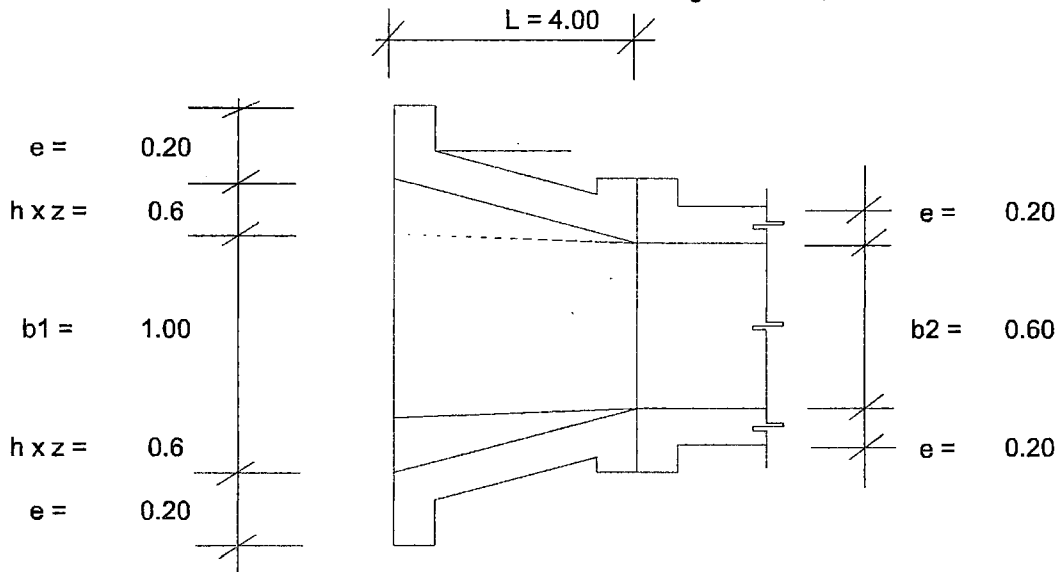 L = 4.00
e = 0.20
h x z = 0.6
e = 0.20
b1 = 1.00
b2 = 0.60
h x z = 0.6
e = 0.20
e = 0.20